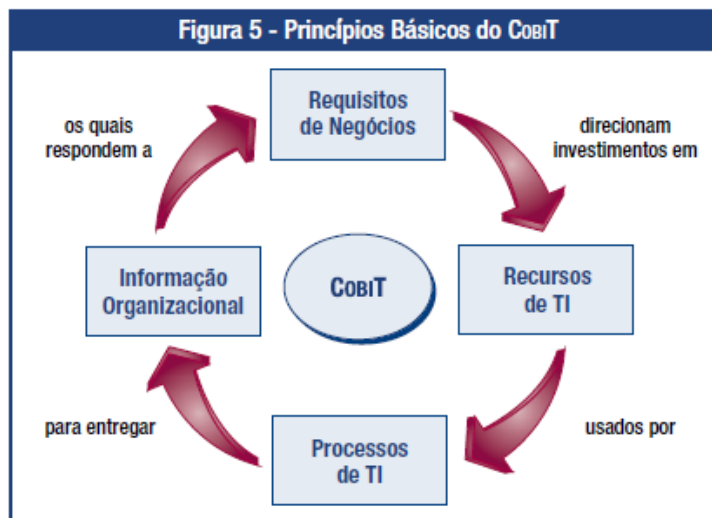 Figura 5 - Princípios Básicos do COBIT
Requisitos
de Negócios
os quais
respondem a
direcionam
investimentos em
Informação
Organizacional
COBIT
Recursos
de TI
para entregar
Processos
de TI
usados por